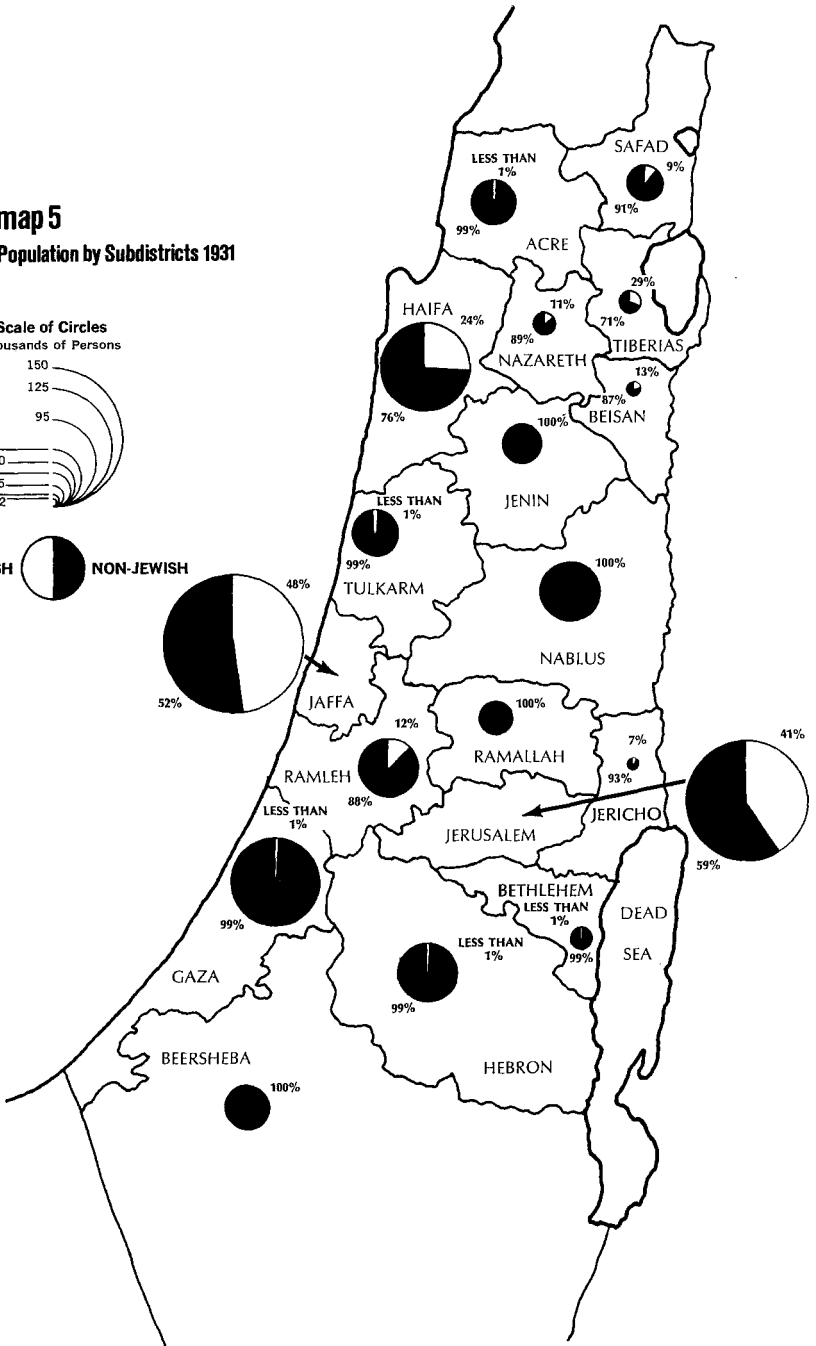 map 5
Population by Subdistricts 1931
Scale of Circles
ousands of Persons
150
125
95
0
5
2
H
NON-JEWISH
SAFAD
9%
91%
LESS THAN
1%
99%
ACRE
29%
71%
TIBERIAS
HAIFA
24%
76%
11%
89%
NAZARETH
13%
87%
BEISAN
100%
JENIN
LESS THAN
1%
99%
TULKARM
100%
NABLUS
48%
52%
JAFFA
12%
RAMLEH
88%
100%
RAMALLAH
7%
93%
JERICHO
41%
59%
JERUSALEM
LESS THAN
1%
99%
GAZA
BETHLEHEM
LESS THAN
1%
99%
DEAD
SEA
LESS THAN
1%
99%
HEBRON
BEERSHEBA
100%